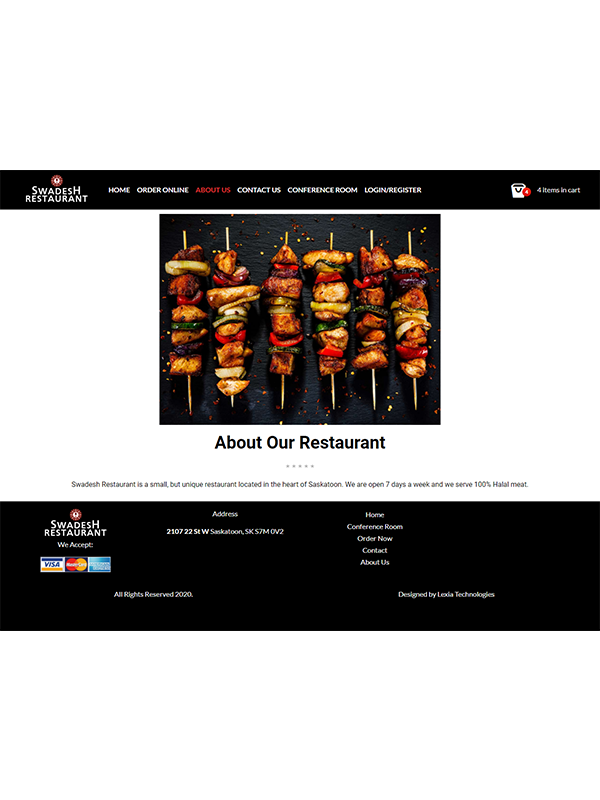 SWADESH
RESTAURANT
HOME ORDER ONLINE ABOUT US CONTACT US CONFERENCE ROOM LOGIN/REGISTER
4
4 items in cart
About Our Restaurant
Swadesh Restaurant is a small, but unique restaurant located in the heart of Saskatoon. We are open 7 days a week and we serve 100% Halal meat.
SWADESH
RESTAURANT
We Accept:
VISA
Address
2107 22 St W Saskatoon, SK S7M 0V2
Home
Conference Room
Order Now
Contact
About Us
All Rights Reserved 2020.
Designed by Lexia Technologies